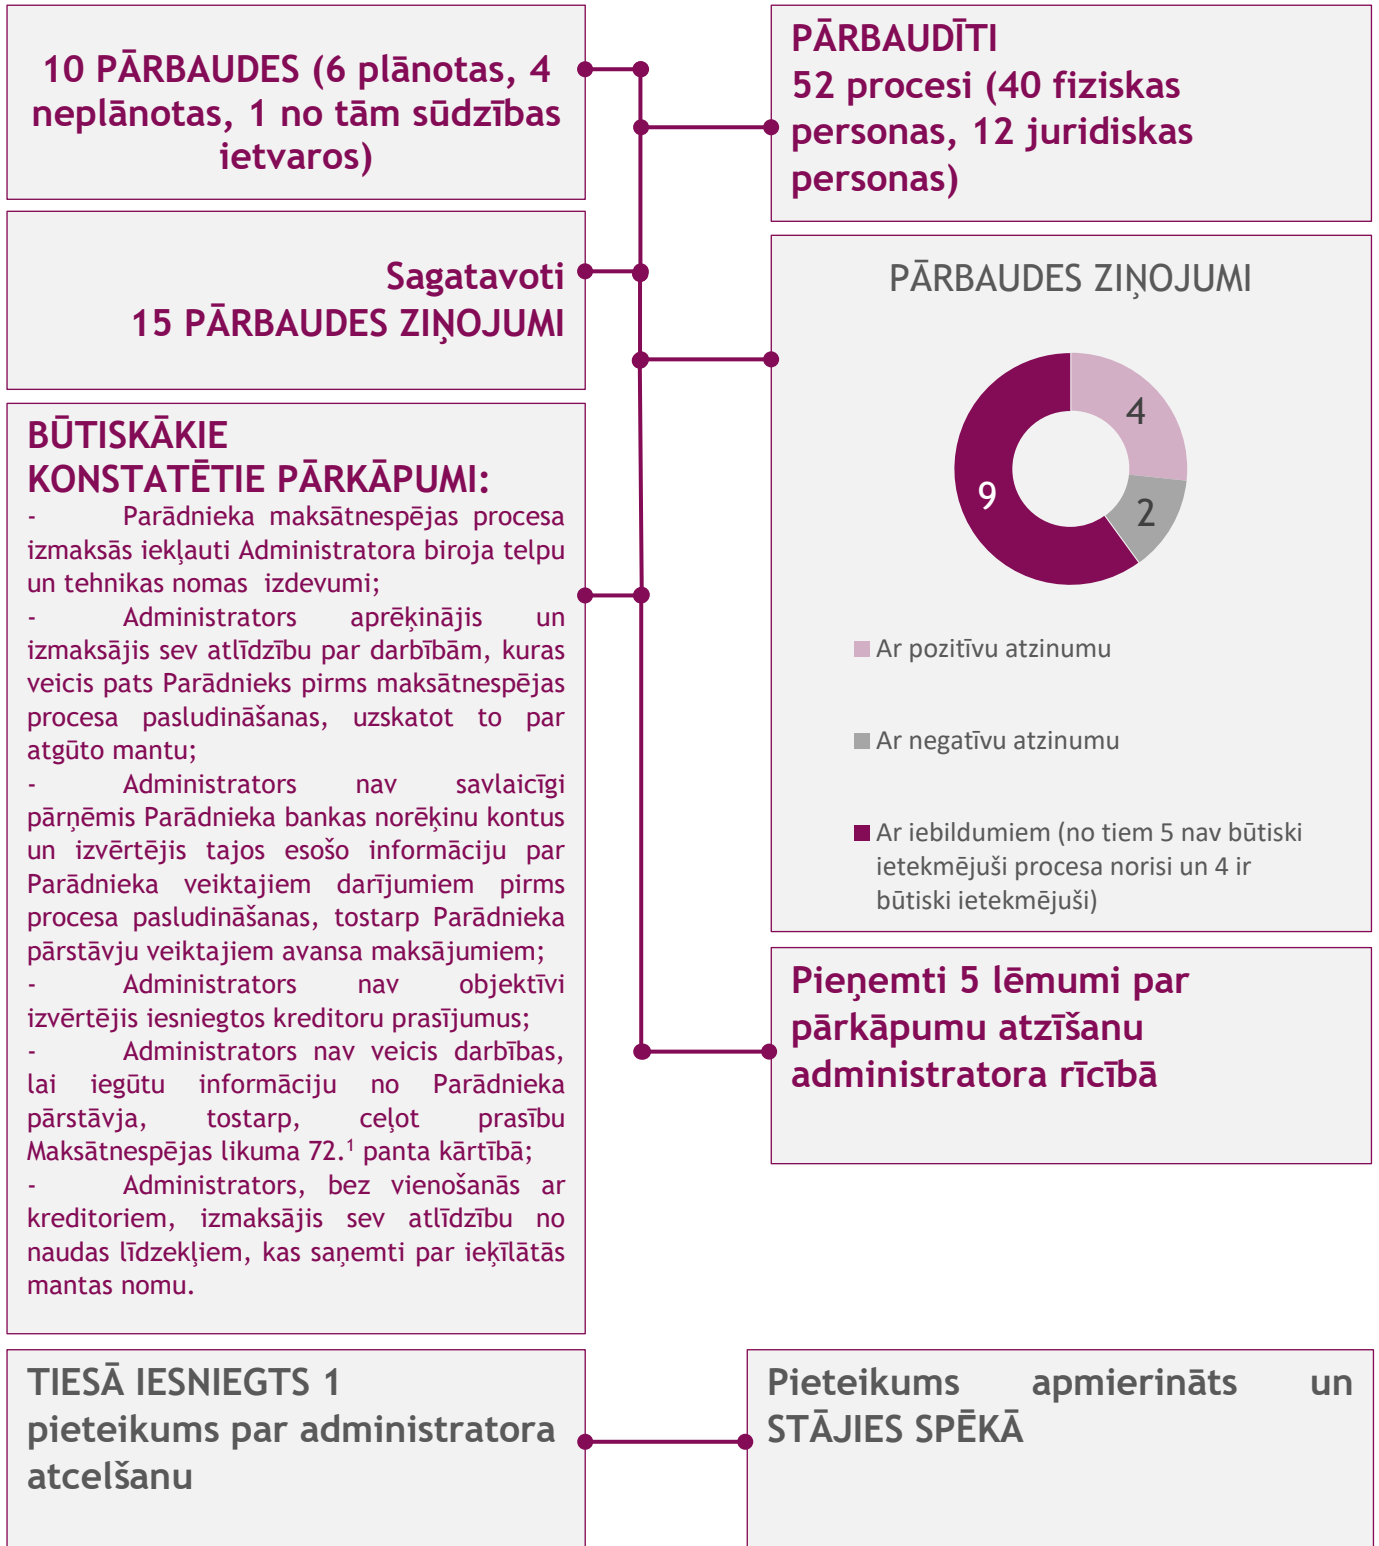 10 PĀRBAUDES (6 plānotas, 4
neplānotas, 1 no tām sūdzības
ietvaros)
PĀRBAUDĪTI
52 procesi (40 fiziskas
personas, 12 juridiskas
personas)
Sagatavoti
15 PĀRBAUDES ZIŅOJUMI
PĀRBAUDES ZIŅOJUMI
4
9
2
Ar pozitīvu atzinumu
Ar negatīvu atzinumu
Ar iebildumiem (no tiem 5 nav būtiski
ietekmējuši procesa norisi un 4 ir
būtiski ietekmējuši)
BŪTISKĀKIE
KONSTATĒTIE PĀRKĀPUMI:
- Parādnieka maksātnespējas procesa
izmaksās iekļauti Administratora biroja telpu
un tehnikas nomas izdevumi;
- Administrators aprēķinājis un
izmaksājis sev atlīdzību par darbībām, kuras
veicis pats Parādnieks pirms maksātnespējas
procesa pasludināšanas, uzskatot to par
atgūto mantu;
- Administrators nav savlaicīgi
pārņēmis Parādnieka bankas norēķinu kontus
un izvērtējis tajos esošo informāciju par
Parādnieka veiktajiem darījumiem pirms
procesa pasludināšanas, tostarp Parādnieka
pārstāvju veiktajiem avansa maksājumiem;
- Administrators nav objektīvi
izvērtējis iesniegtos kreditoru prasījumus;
- Administrators nav veicis darbības,
lai iegūtu informāciju no Parādnieka
pārstāvja, tostarp, ceļot prasību
Maksātnespējas likuma 72.¹ panta kārtībā;
- Administrators, bez vienošanās ar
kreditoriem, izmaksājis sev atlīdzību no
naudas līdzekļiem, kas saņemti par ieķīlātās
mantas nomu.
Pieņemti 5 lēmumi par
pārkāpumu atzīšanu
administratora rīcībā
TIESĀ IESNIEGTS 1
pieteikums par administratora
atcelšanu
Pieteikums apmierināts un
STĀJIES SPĒKĀ